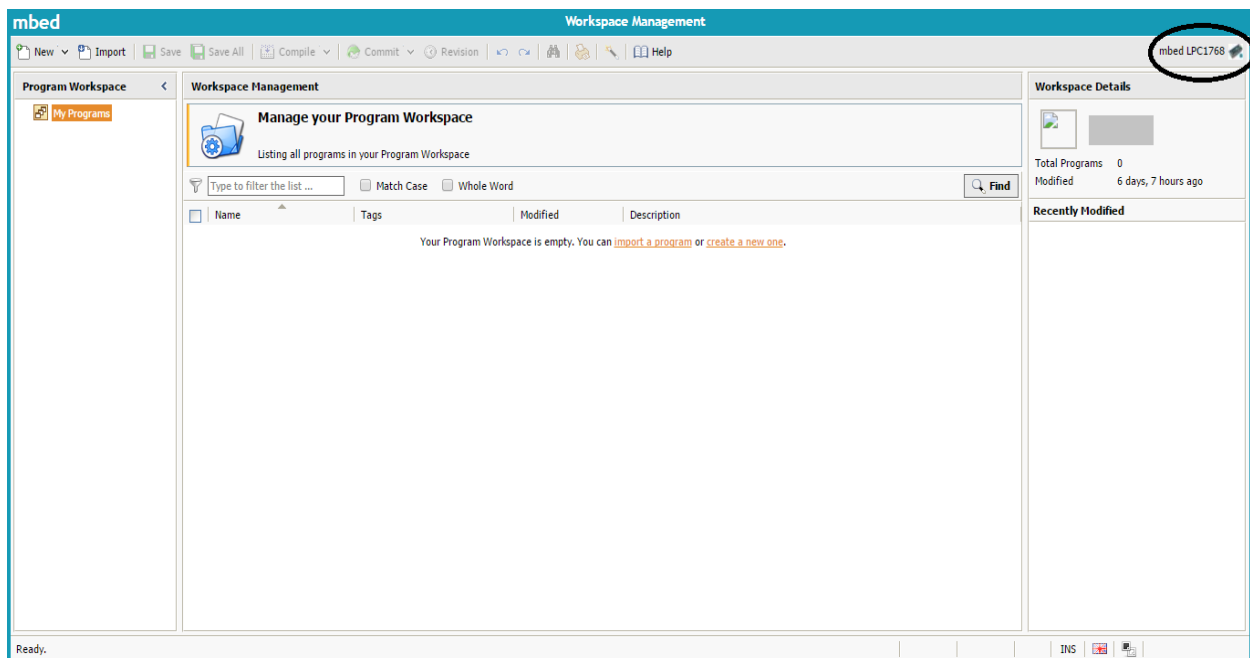 mbed Workspace Management
New Import Save Save All Compile Commit Revision Help mbed LPC1768
Program Workspace <
My Programs
Workspace Management
Manage your Program Workspace
Listing all programs in your Program Workspace
Type to filter the list ... Match Case Whole Word Find
Name Tags Modified Description
Your Program Workspace is empty. You can import a program or create a new one.
Workspace Details
Total Programs 0
Modified 6 days, 7 hours ago
Recently Modified
Ready. INS